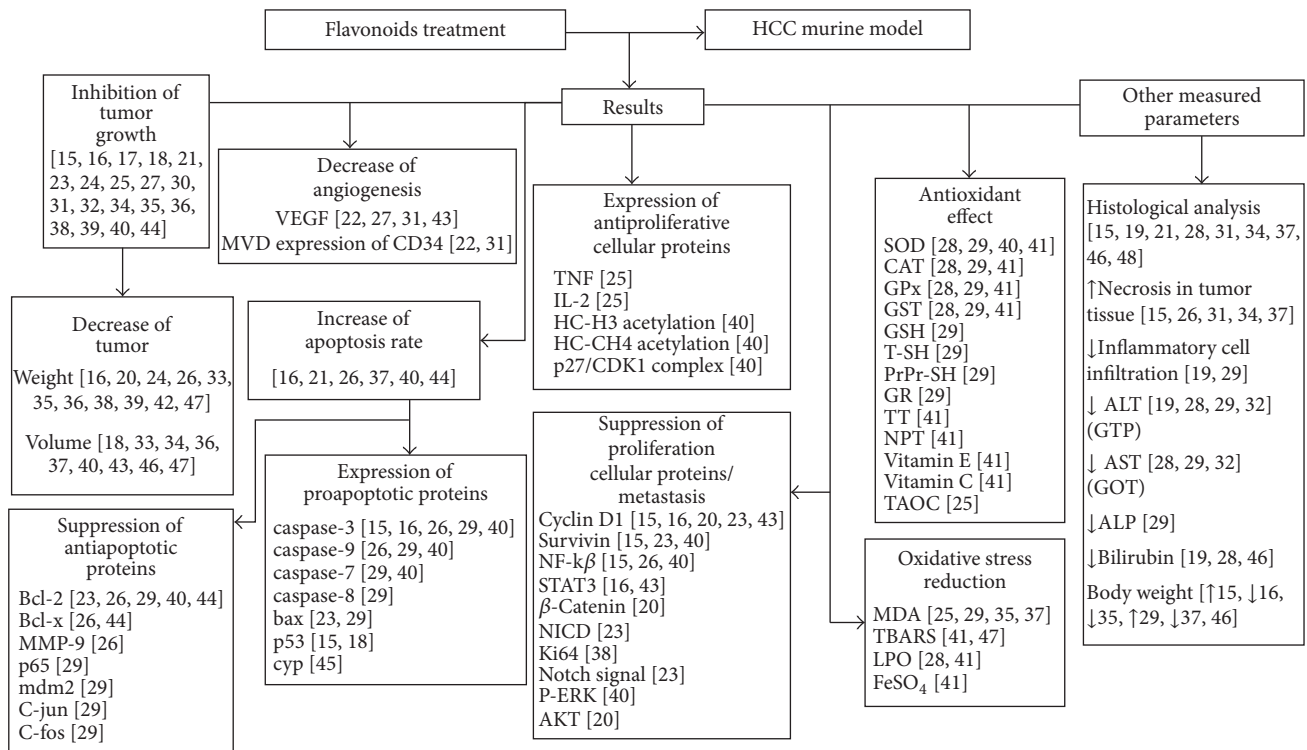 Flavonoids treatment
HCC murine model
Results
Inhibition of
tumor
growth
[15, 16, 17, 18, 21,
23, 24, 25, 27, 30,
31, 32, 34, 35, 36,
38, 39, 40, 44]
Decrease of
angiogenesis
VEGF [22, 27, 31, 43]
MVD expression of CD34 [22, 31]
Expression of
antiproliferative
cellular proteins
TNF [25]
IL-2 [25]
HC-H3 acetylation [40]
HC-CH4 acetylation [40]
p27/CDK1 complex [40]
Antioxidant
effect
SOD [28, 29, 40, 41]
CAT [28, 29, 41]
GPx [28, 29, 41]
GST [28, 29, 41]
GSH [29]
T-SH [29]
PrPr-SH [29]
GR [29]
TT [41]
NPT [41]
Vitamin E [41]
Vitamin C [41]
TAOC [25]
Other measured
parameters
Histological analysis
[15, 19, 21, 28, 31, 34, 37,
46, 48]
↑Necrosis in tumor
tissue [15, 26, 31, 34, 37]
↓Inflammatory cell
infiltration [19, 29]
↓ ALT [19, 28, 29, 32]
(GTP)
↓ AST [28, 29, 32]
(GOT)
↓ALP [29]
↓Bilirubin [19, 28, 46]
Body weight [↑15, ↓16,
↓35, ↑29, ↓37, 46]
Decrease of tumor
Weight [16, 20, 24, 26, 33,
35, 36, 38, 39, 42, 47]
Volume [18, 33, 34, 36,
37, 40, 43, 46, 47]
Increase of
apoptosis rate
[16, 21, 26, 37, 40, 44]
Suppression of
antiapoptotic
proteins
Bcl-2 [23, 26, 29, 40, 44]
Bcl-x [26, 44]
MMP-9 [26]
p65 [29]
mdm2 [29]
C-jun [29]
C-fos [29]
Expression of
proapoptotic proteins
caspase-3 [15, 16, 26, 29, 40]
caspase-9 [26, 29, 40]
caspase-7 [29, 40]
caspase-8 [29]
bax [23, 29]
p53 [15, 18]
cyp [45]
Suppression of
proliferation
cellular proteins/
metastasis
Cyclin D1 [15, 16, 20, 23, 43]
Survivin [15, 23, 40]
NF-kβ [15, 26, 40]
STAT3 [16, 43]
β-Catenin [20]
NICD [23]
Ki64 [38]
Notch signal [23]
P-ERK [40]
AKT [20]
Oxidative stress
reduction
MDA [25, 29, 35, 37]
TBARS [41, 47]
LPO [28, 41]
FeSO₄ [41]